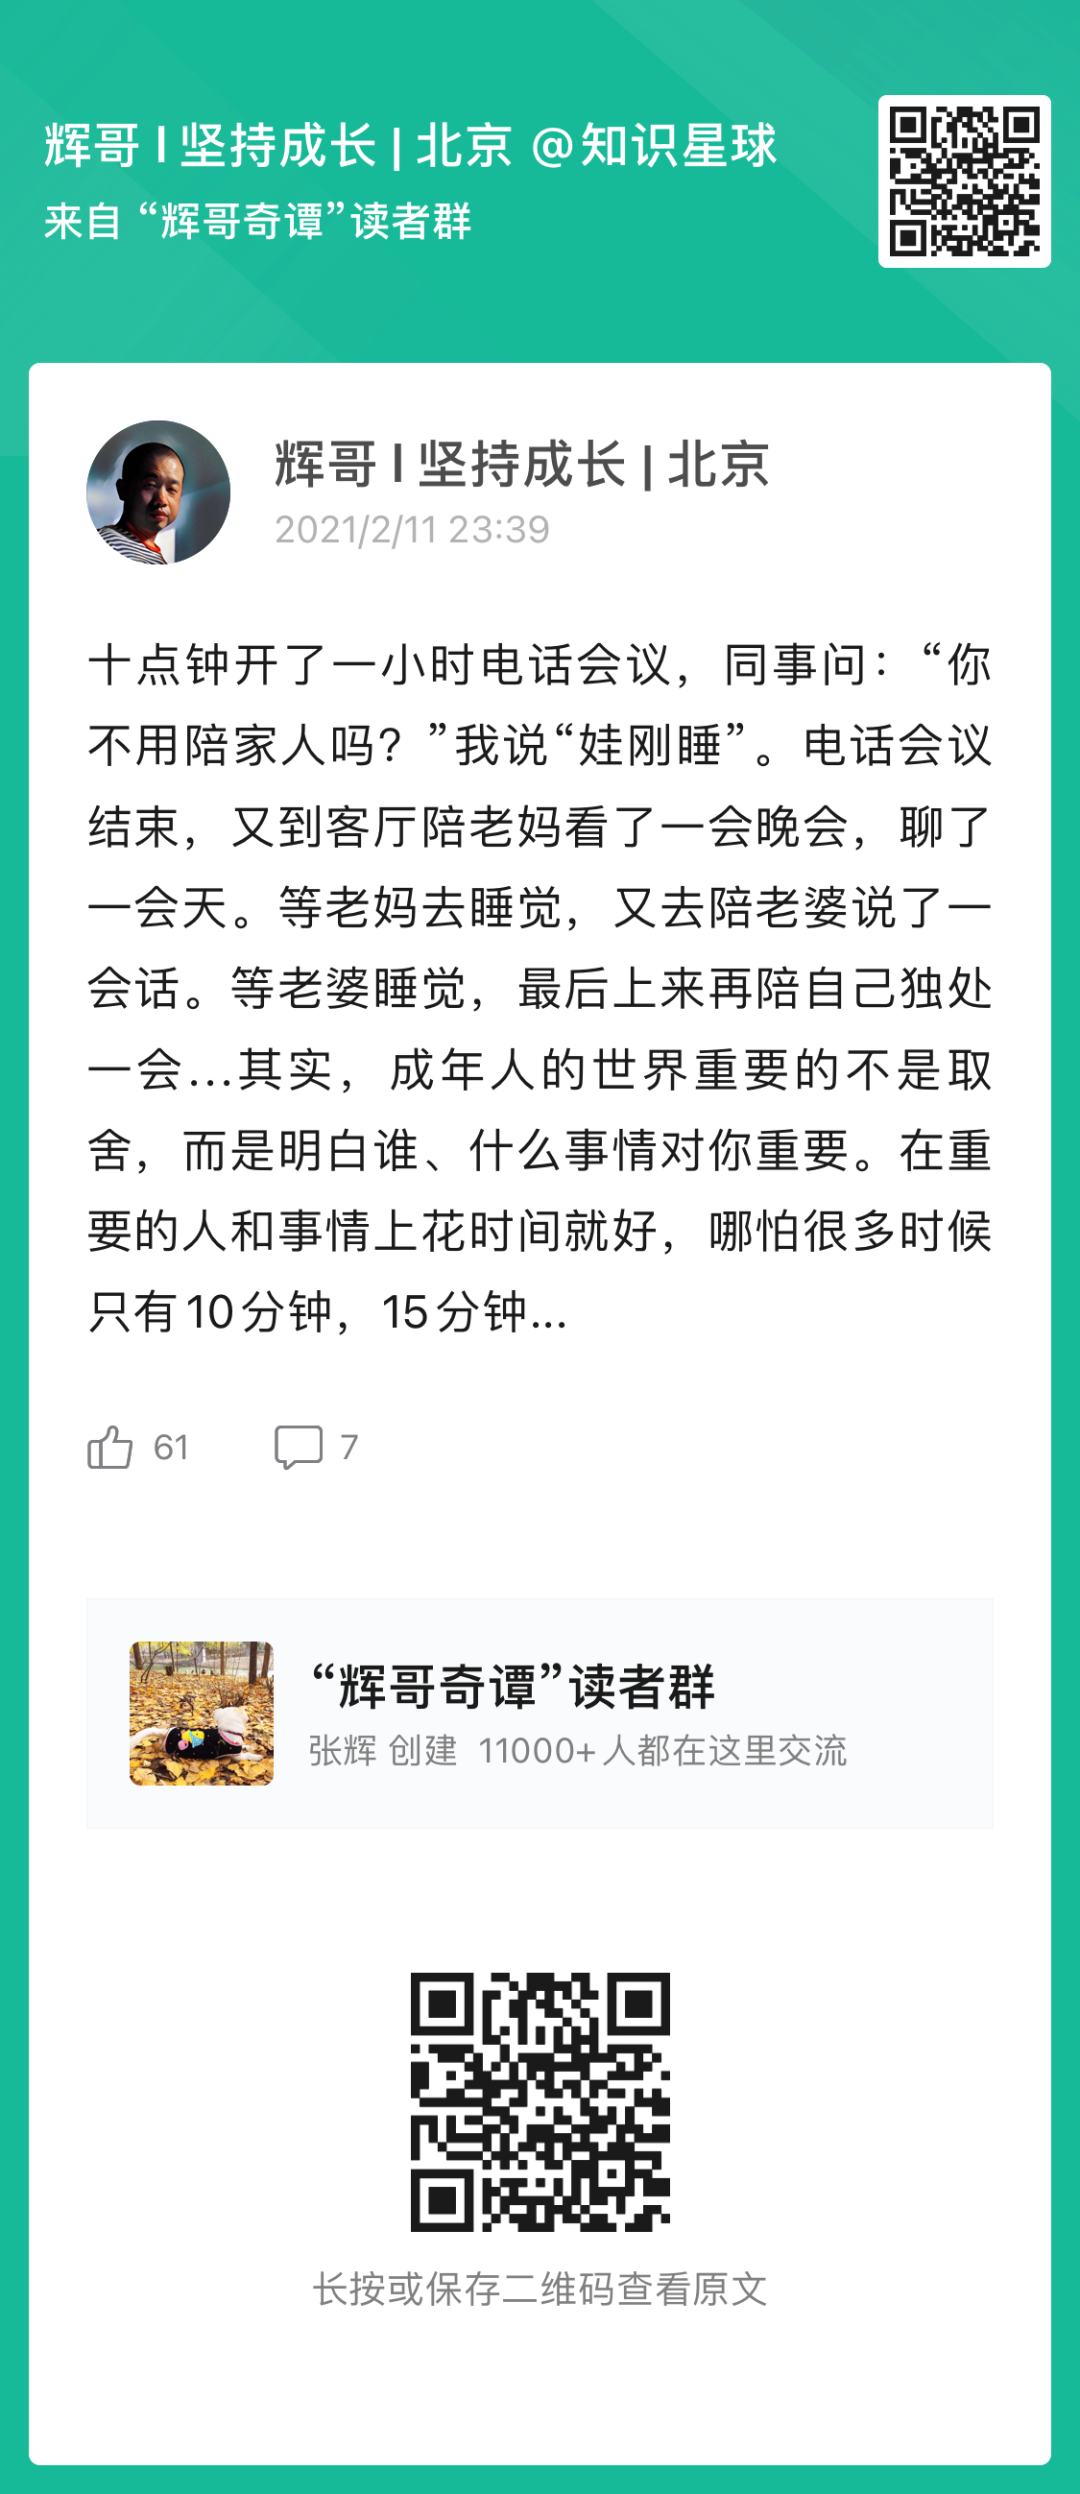 辉哥 | 坚持成长 | 北京 @知识星球
来自 “辉哥奇谭”读者群
辉哥 | 坚持成长 | 北京
2021/2/11 23:39
十点钟开了一小时电话会议，同事问：“你
不用陪家人吗？”我说“娃刚睡”。电话会议
结束，又到客厅陪老妈看了一会晚会，聊了
一会天。等老妈去睡觉，又去陪老婆说了一
会话。等老婆睡觉，最后上来再陪自己独处
一会...其实，成年人的世界重要的不是取
舍，而是明白谁、什么事情对你重要。在重
要的人和事情上花时间就好，哪怕很多时候
只有10分钟，15分钟...
61 7
“辉哥奇谭”读者群
张辉 创建 11000+人都在这里交流
长按或保存二维码查看原文